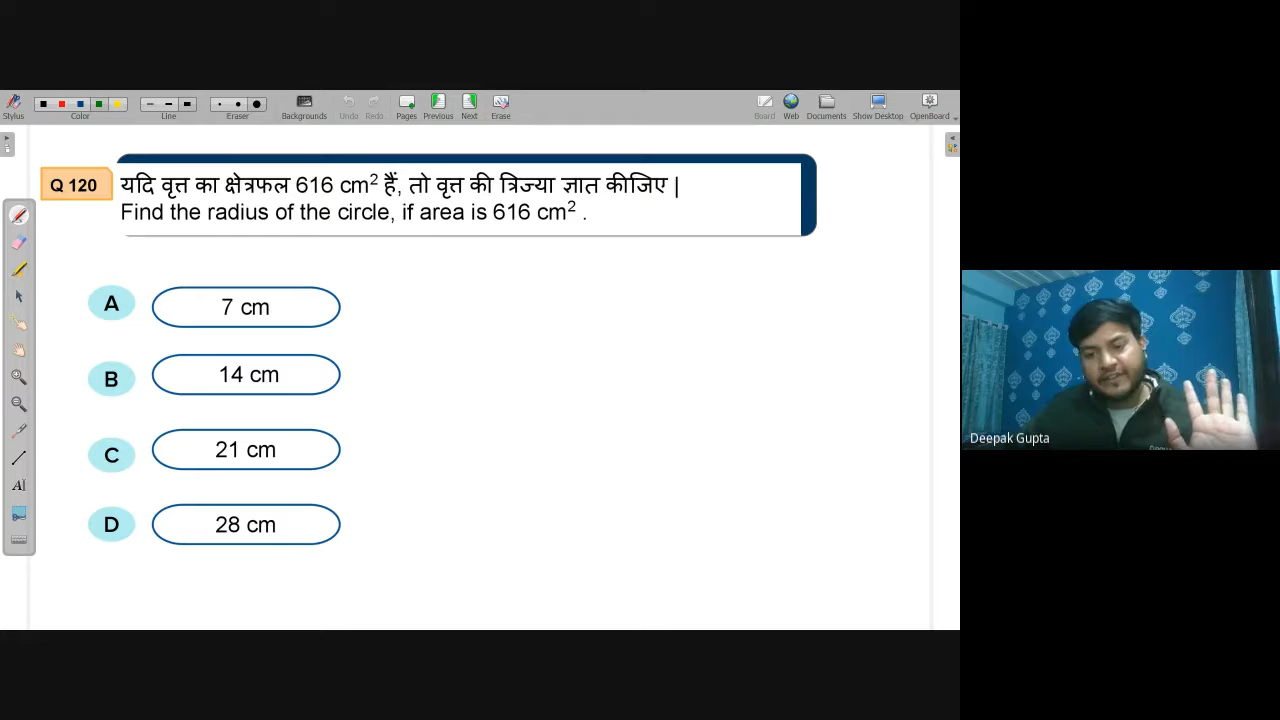 Stylus
Color
Line
Eraser
Backgrounds
Undo
Redo
Pages
Previous
Next
Erase
Board
Web
Documents
Show Desktop
OpenBoard
Q 120
यदि वृत्त का क्षेत्रफल 616 cm² हैं, तो वृत्त की त्रिज्या ज्ञात कीजिए |
Find the radius of the circle, if area is 616 cm² .
A
7 cm
B
14 cm
C
21 cm
D
28 cm
Deepak Gupta